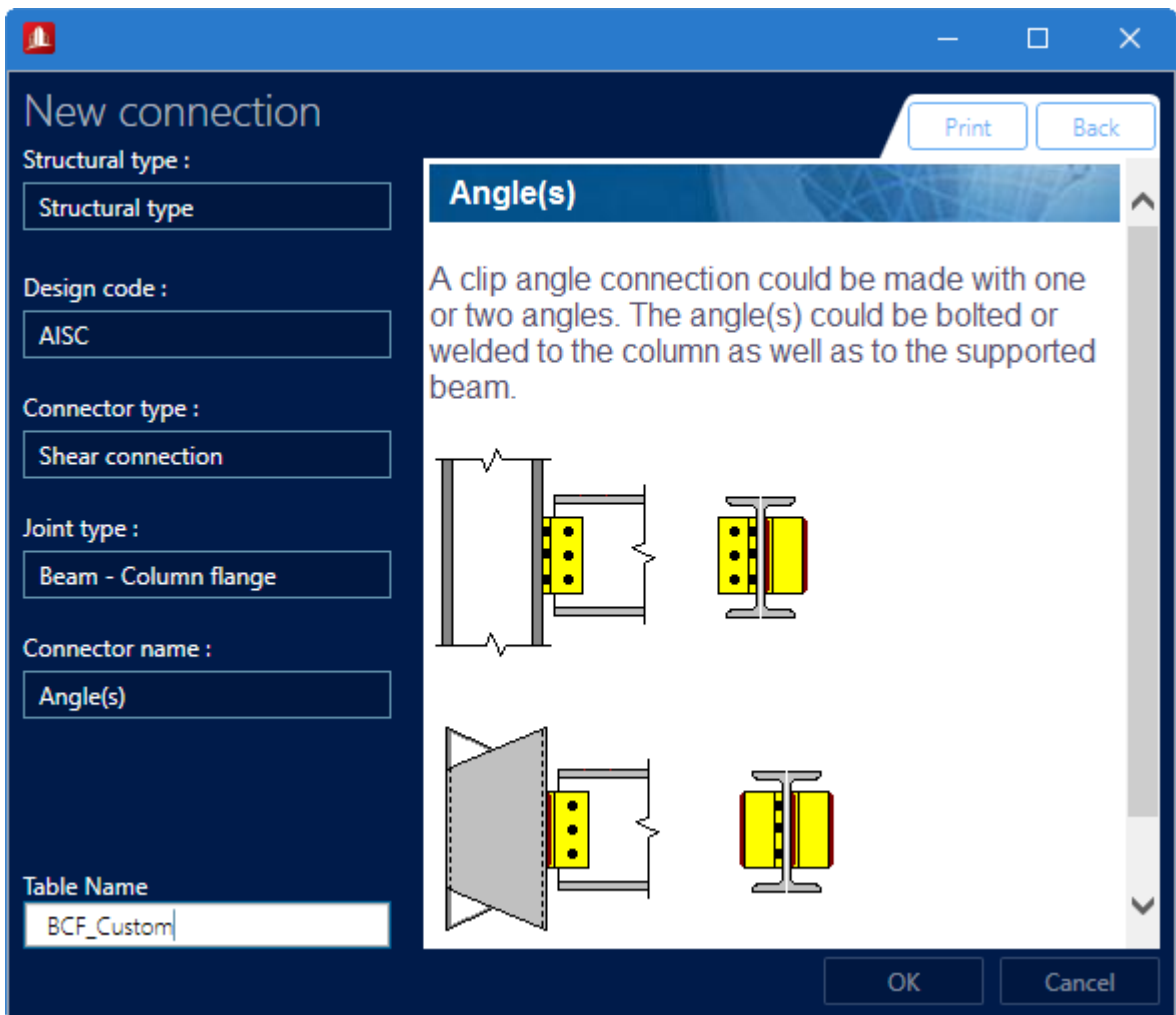 New connection
Structural type :
Structural type
Design code :
AISC
Connector type :
Shear connection
Joint type :
Beam - Column flange
Connector name :
Angle(s)
Table Name
BCF_Custom
Print
Back
Angle(s)
A clip angle connection could be made with one
or two angles. The angle(s) could be bolted or
welded to the column as well as to the supported
beam.
OK
Cancel